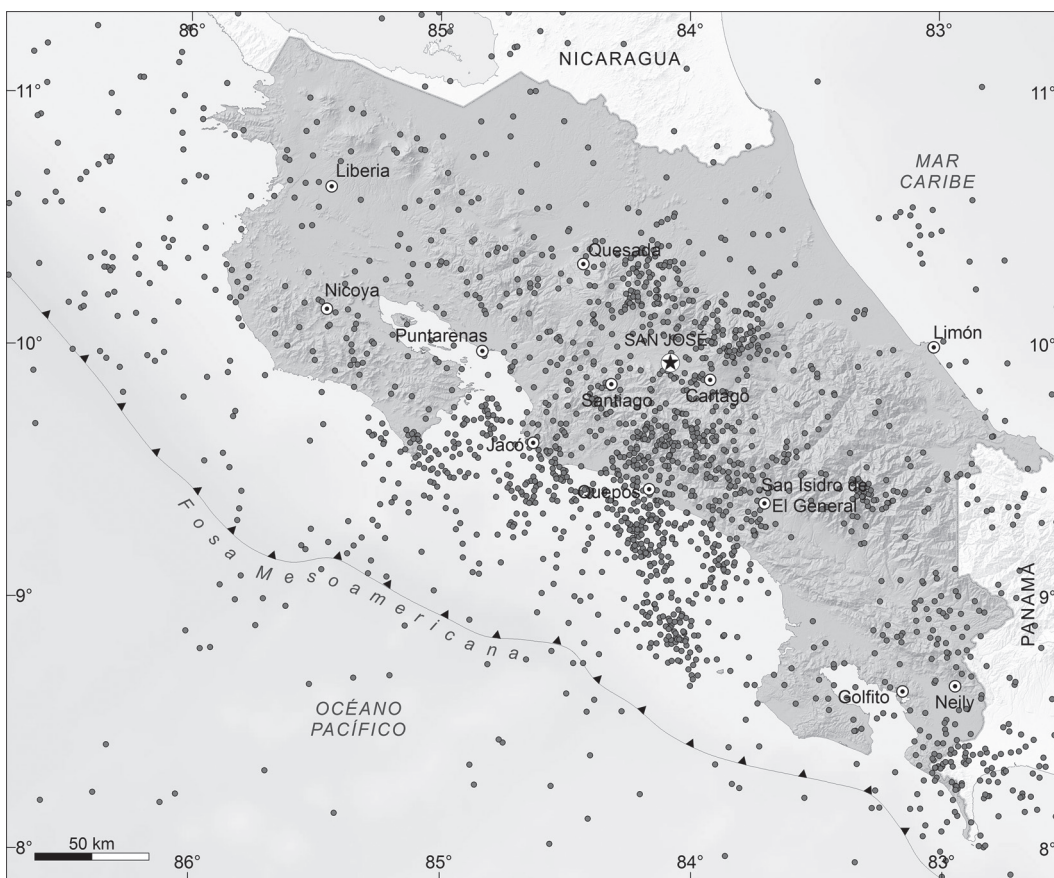 86°
85°
84°
83°
NICARAGUA
11°
11°
MAR
CARIBE
Liberia
Quesada
Nicoya
Puntarenas
SAN JOSÉ
Limón
10°
10°
Santiago
Cartago
Jacó
Quepos
San Isidro de
El General
Fosa Mesoamericana
9°
9°
PANAMÁ
OCÉANO
PACÍFICO
Golfito
Neily
50 km
8°
8°
86°
85°
84°
83°